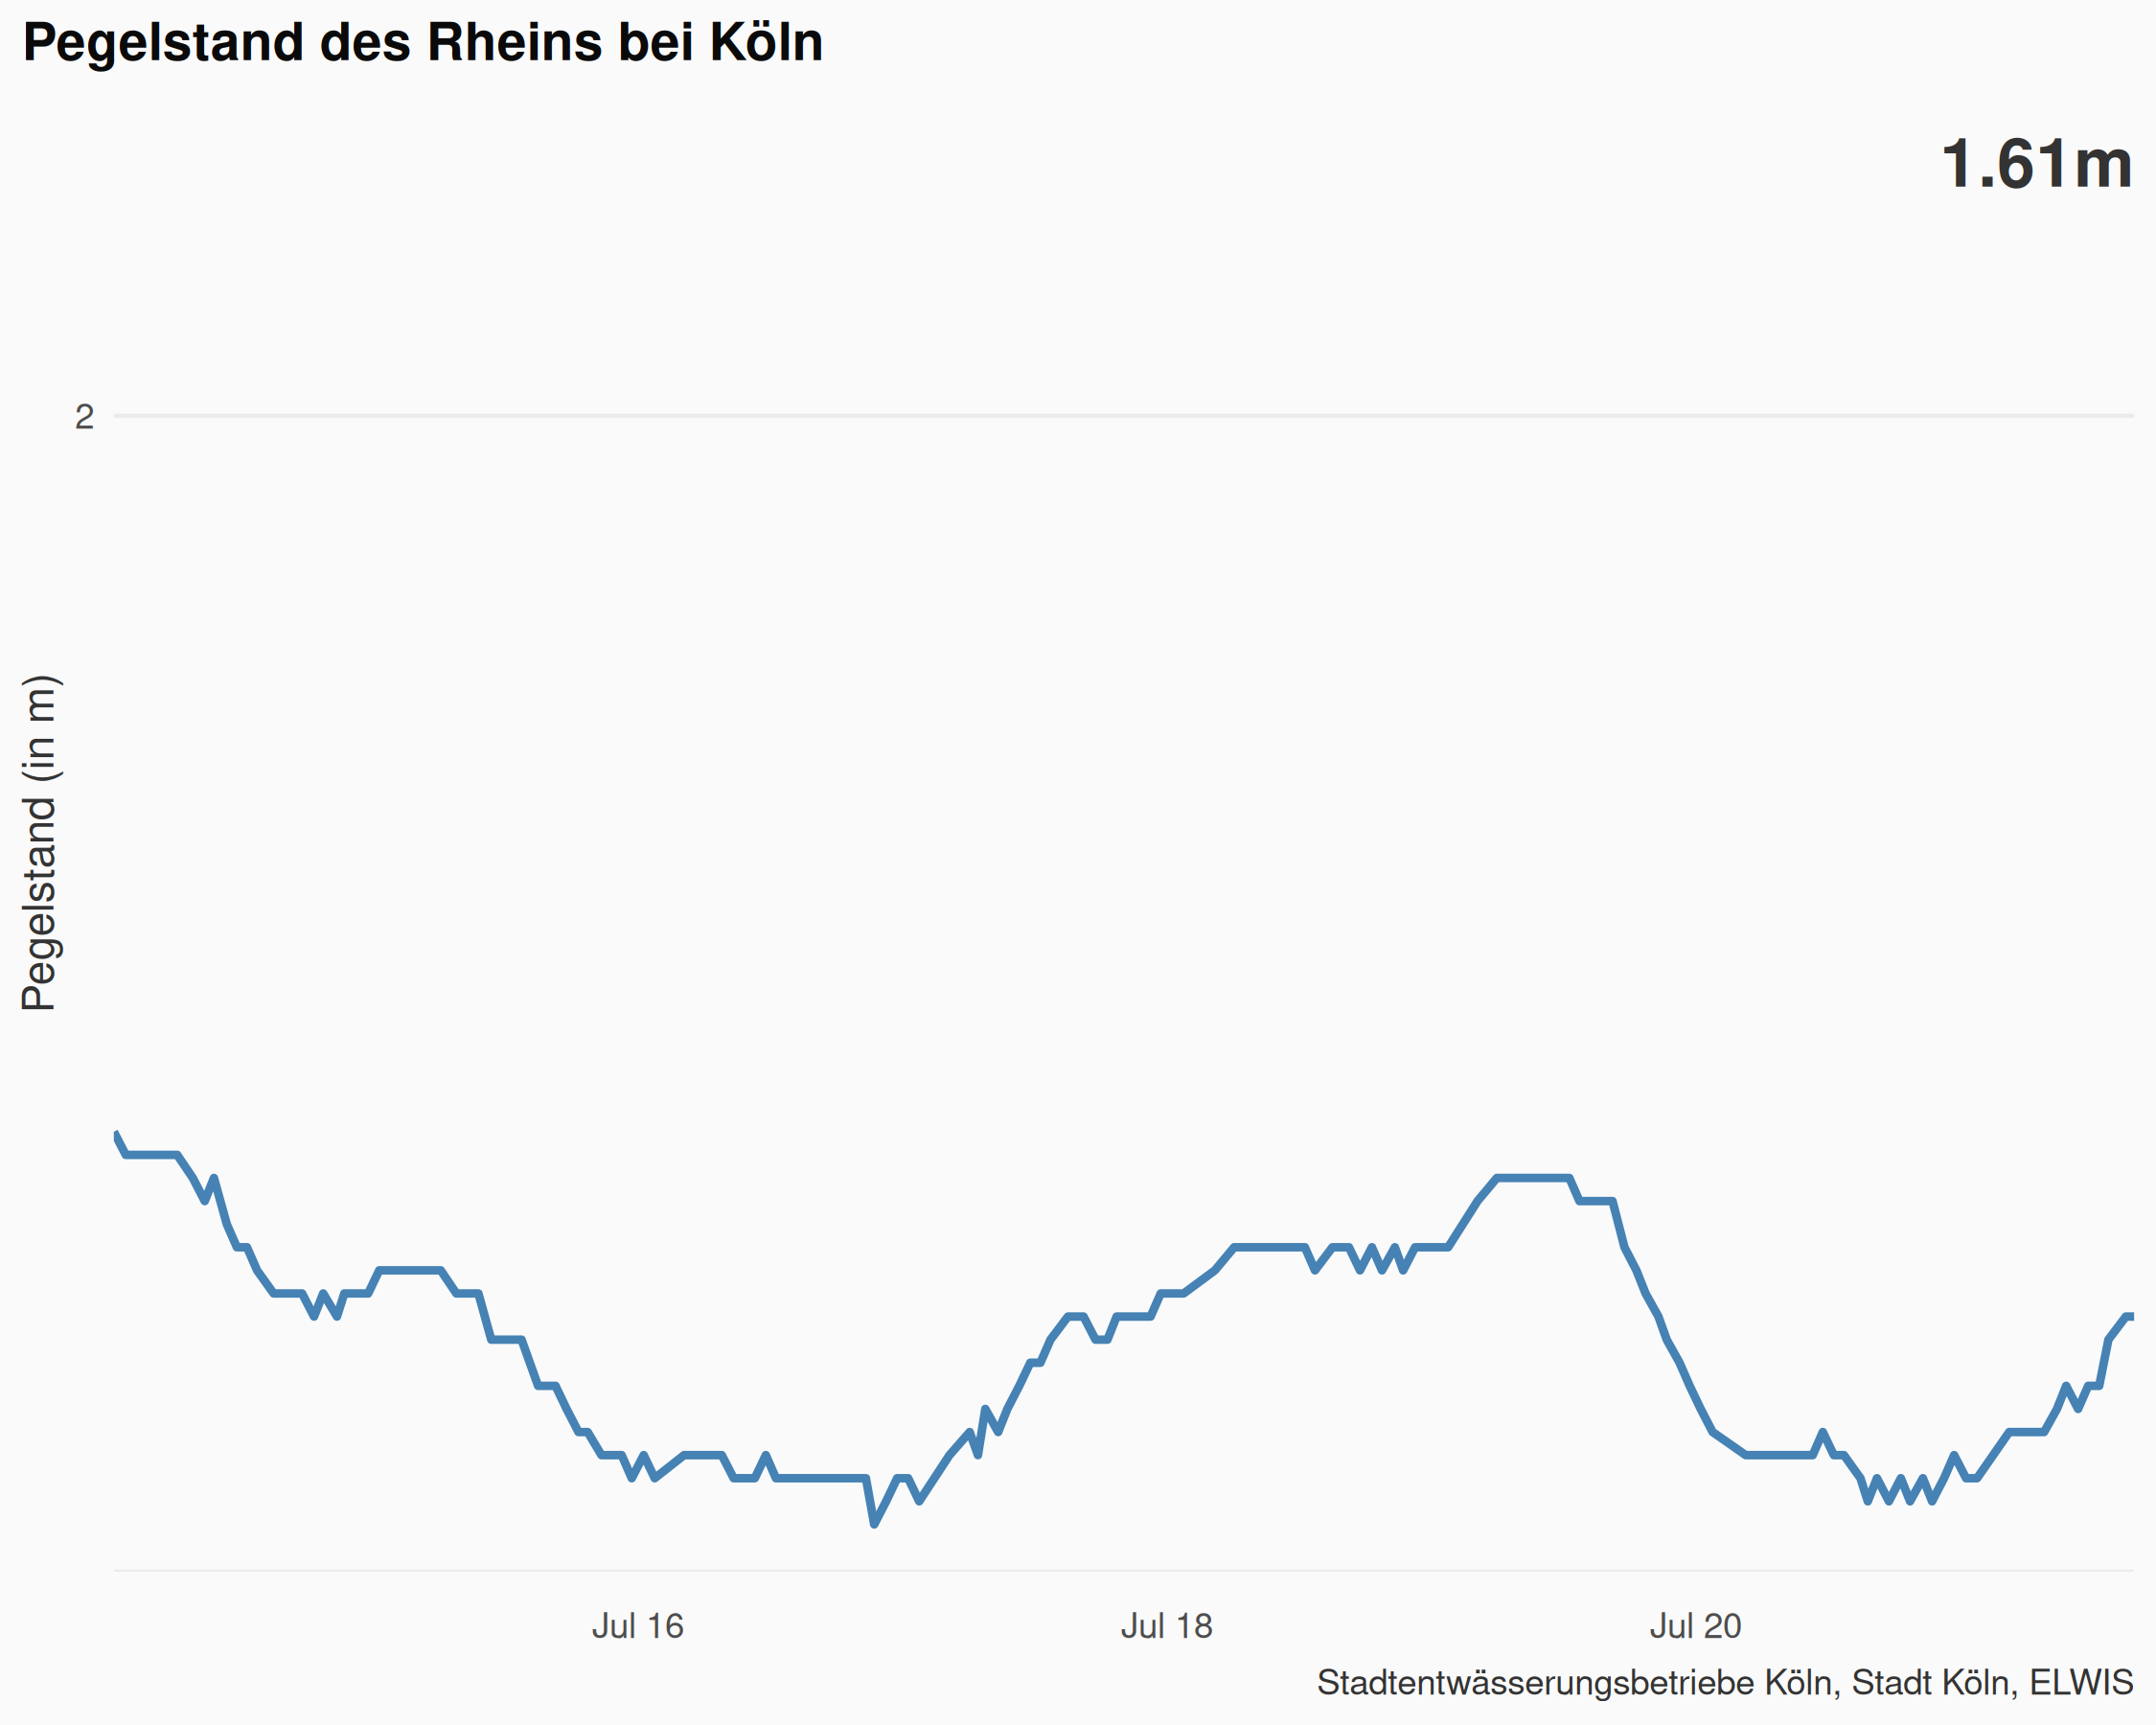 Pegelstand des Rheins bei Köln
1.61m
2
Pegelstand (in m)
Jul 16
Jul 18
Jul 20
Stadtentwässerungsbetriebe Köln, Stadt Köln, ELWIS